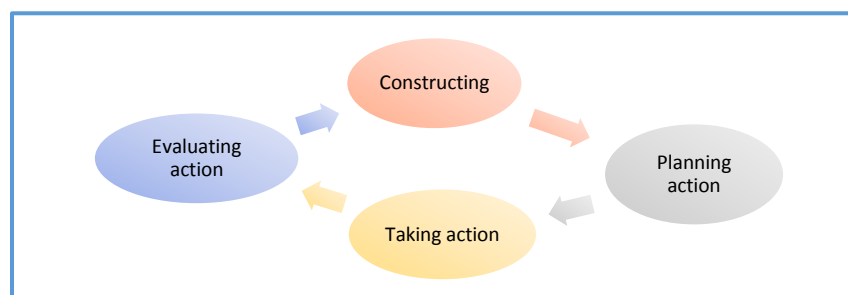 Constructing
Evaluating
action
Planning
action
Taking action